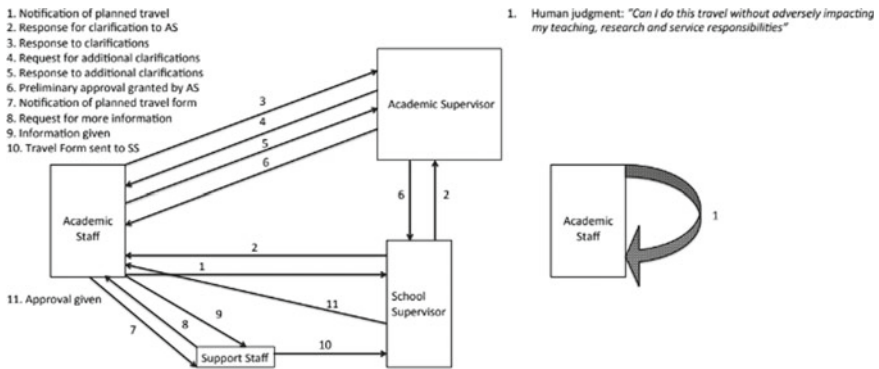 1. Notification of planned travel
2. Response for clarification to AS
3. Response to clarifications
4. Request for additional clarifications
5. Response to additional clarifications
6. Preliminary approval granted by AS
7. Notification of planned travel form
8. Request for more information
9. Information given
10. Travel Form sent to SS
3
4
5
6
Academic Supervisor
6
2
Academic
Staff
2
1
11
School
Supervisor
11. Approval given
7
8
9
Support Staff
10
1. Human judgment: "Can I do this travel without adversely impacting
my teaching, research and service responsibilities"
Academic
Staff
1